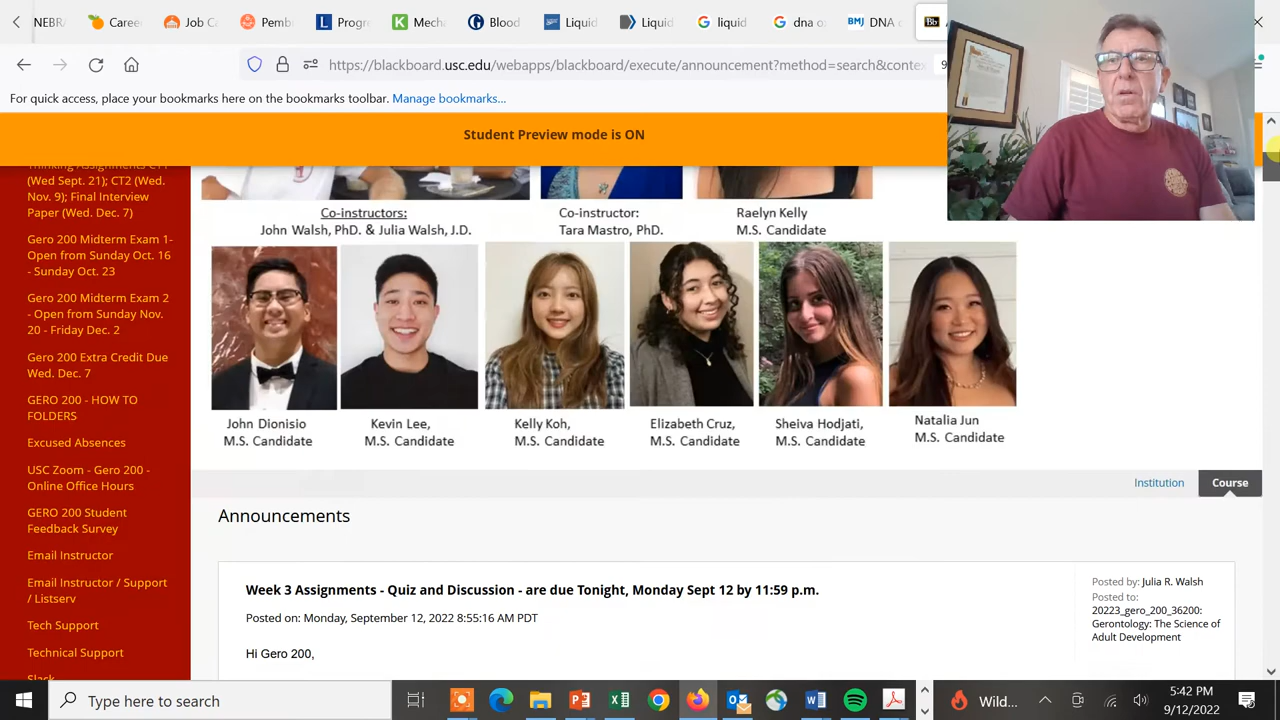 NEBR
Caree
Job C
Pemb
Progre
Mech
Blood
Liquid
Liquid
liquid
dna o
DNA c
https://blackboard.usc.edu/webapps/blackboard/execute/announcement?method=search&contex
9
For quick access, place your bookmarks here on the bookmarks toolbar. Manage bookmarks...
Student Preview mode is ON
Thinking Assignments CT1
(Wed Sept. 21); CT2 (Wed.
Nov. 9); Final Interview
Paper (Wed. Dec. 7)
Gero 200 Midterm Exam 1-
Open from Sunday Oct. 16
- Sunday Oct. 23
Gero 200 Midterm Exam 2
- Open from Sunday Nov.
20 - Friday Dec. 2
Gero 200 Extra Credit Due
Wed. Dec. 7
GERO 200 - HOW TO
FOLDERS
Excused Absences
USC Zoom - Gero 200 -
Online Office Hours
GERO 200 Student
Feedback Survey
Email Instructor
Email Instructor / Support
/ Listserv
Tech Support
Technical Support
Slack
Co-instructors:
John Walsh, PhD. & Julia Walsh, J.D.
Co-instructor:
Tara Mastro, PhD.
Raelyn Kelly
M.S. Candidate
John Dionisio
M.S. Candidate
Kevin Lee,
M.S. Candidate
Kelly Koh,
M.S. Candidate
Elizabeth Cruz,
M.S. Candidate
Sheiva Hodjati,
M.S. Candidate
Natalia Jun
M.S. Candidate
Institution
Course
Announcements
Week 3 Assignments - Quiz and Discussion - are due Tonight, Monday Sept 12 by 11:59 p.m.
Posted on: Monday, September 12, 2022 8:55:16 AM PDT
Hi Gero 200,
Posted by: Julia R. Walsh
Posted to:
20223_gero_200_36200:
Gerontology: The Science of
Adult Development
Type here to search
Wild...
5:42 PM
9/12/2022